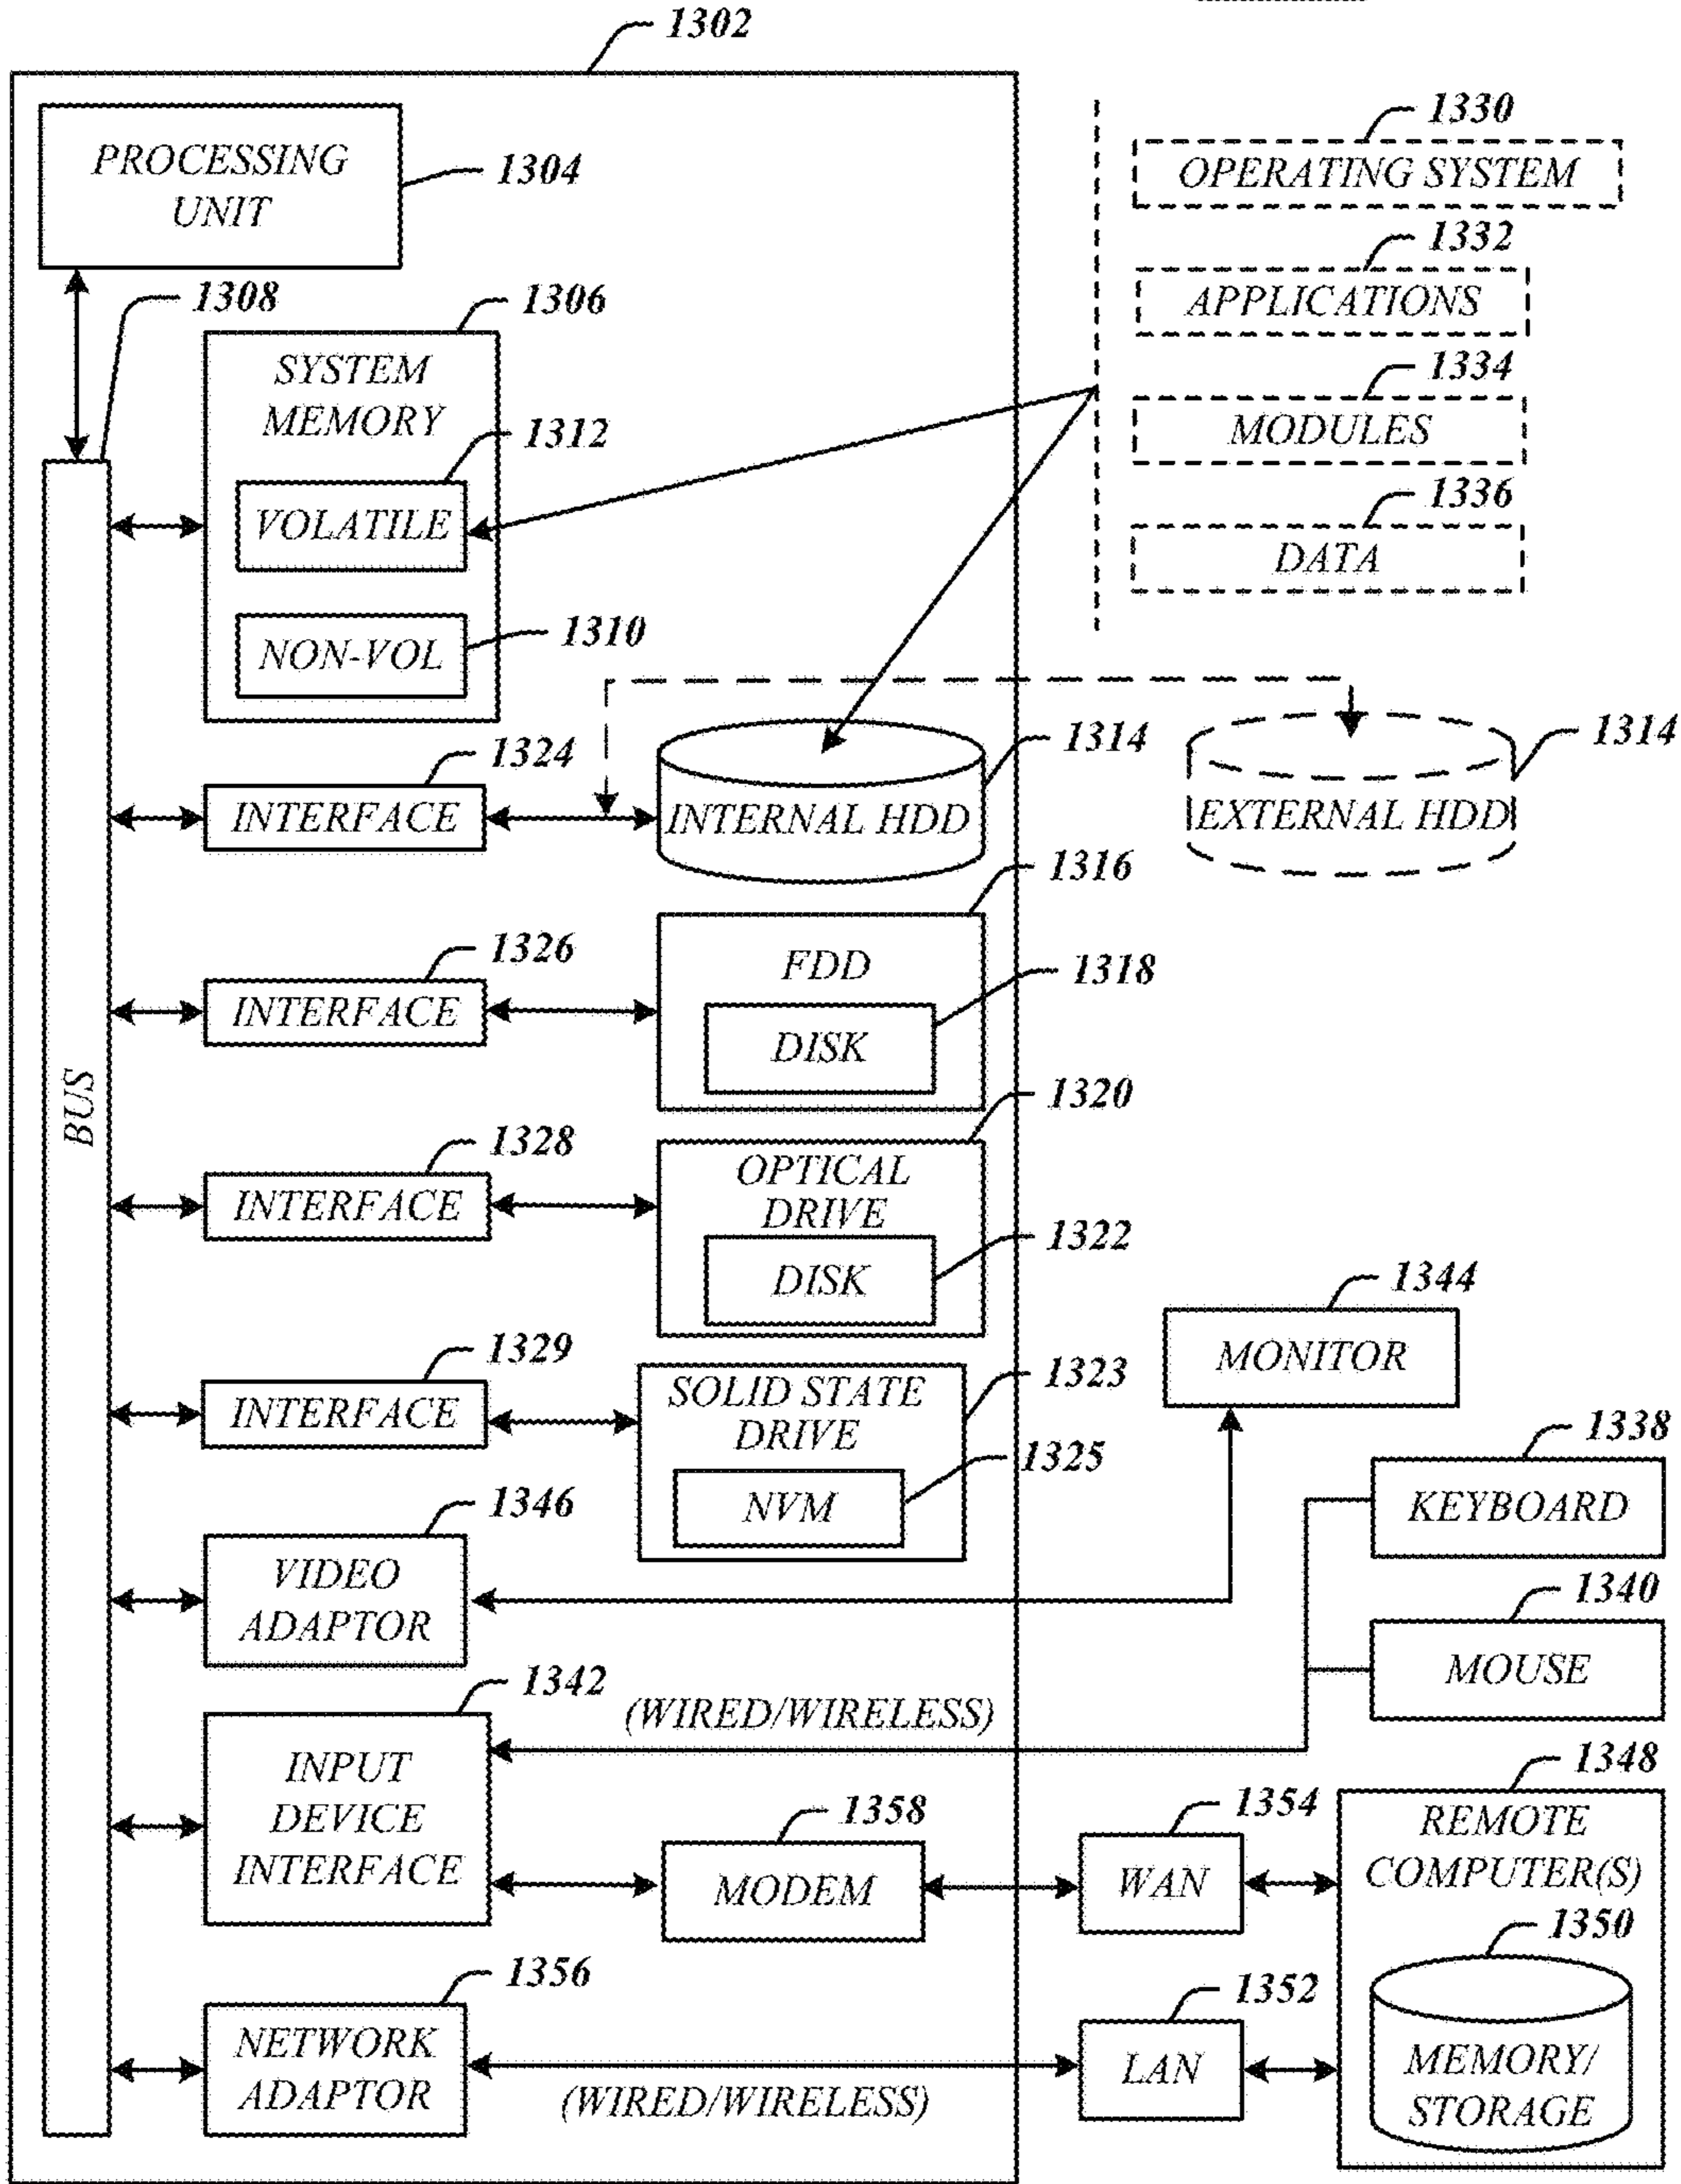 1302
PROCESSING
UNIT
1304
1330
OPERATING SYSTEM
1332
APPLICATIONS
1334
MODULES
1336
DATA
1308
1306
SYSTEM
MEMORY
1312
VOLATILE
1310
NON-VOL
BUS
1324
INTERFACE
1314
INTERNAL HDD
1314
EXTERNAL HDD
1326
INTERFACE
1316
FDD
1318
DISK
1328
INTERFACE
1320
OPTICAL
DRIVE
1322
DISK
1329
INTERFACE
1323
SOLID STATE
DRIVE
1325
NVM
1344
MONITOR
1346
VIDEO
ADAPTOR
1338
KEYBOARD
1340
MOUSE
1342
INPUT
DEVICE
INTERFACE
(WIRED/WIRELESS)
1358
MODEM
1354
WAN
1348
REMOTE
COMPUTER(S)
1350
MEMORY/
STORAGE
1356
NETWORK
ADAPTOR
(WIRED/WIRELESS)
1352
LAN